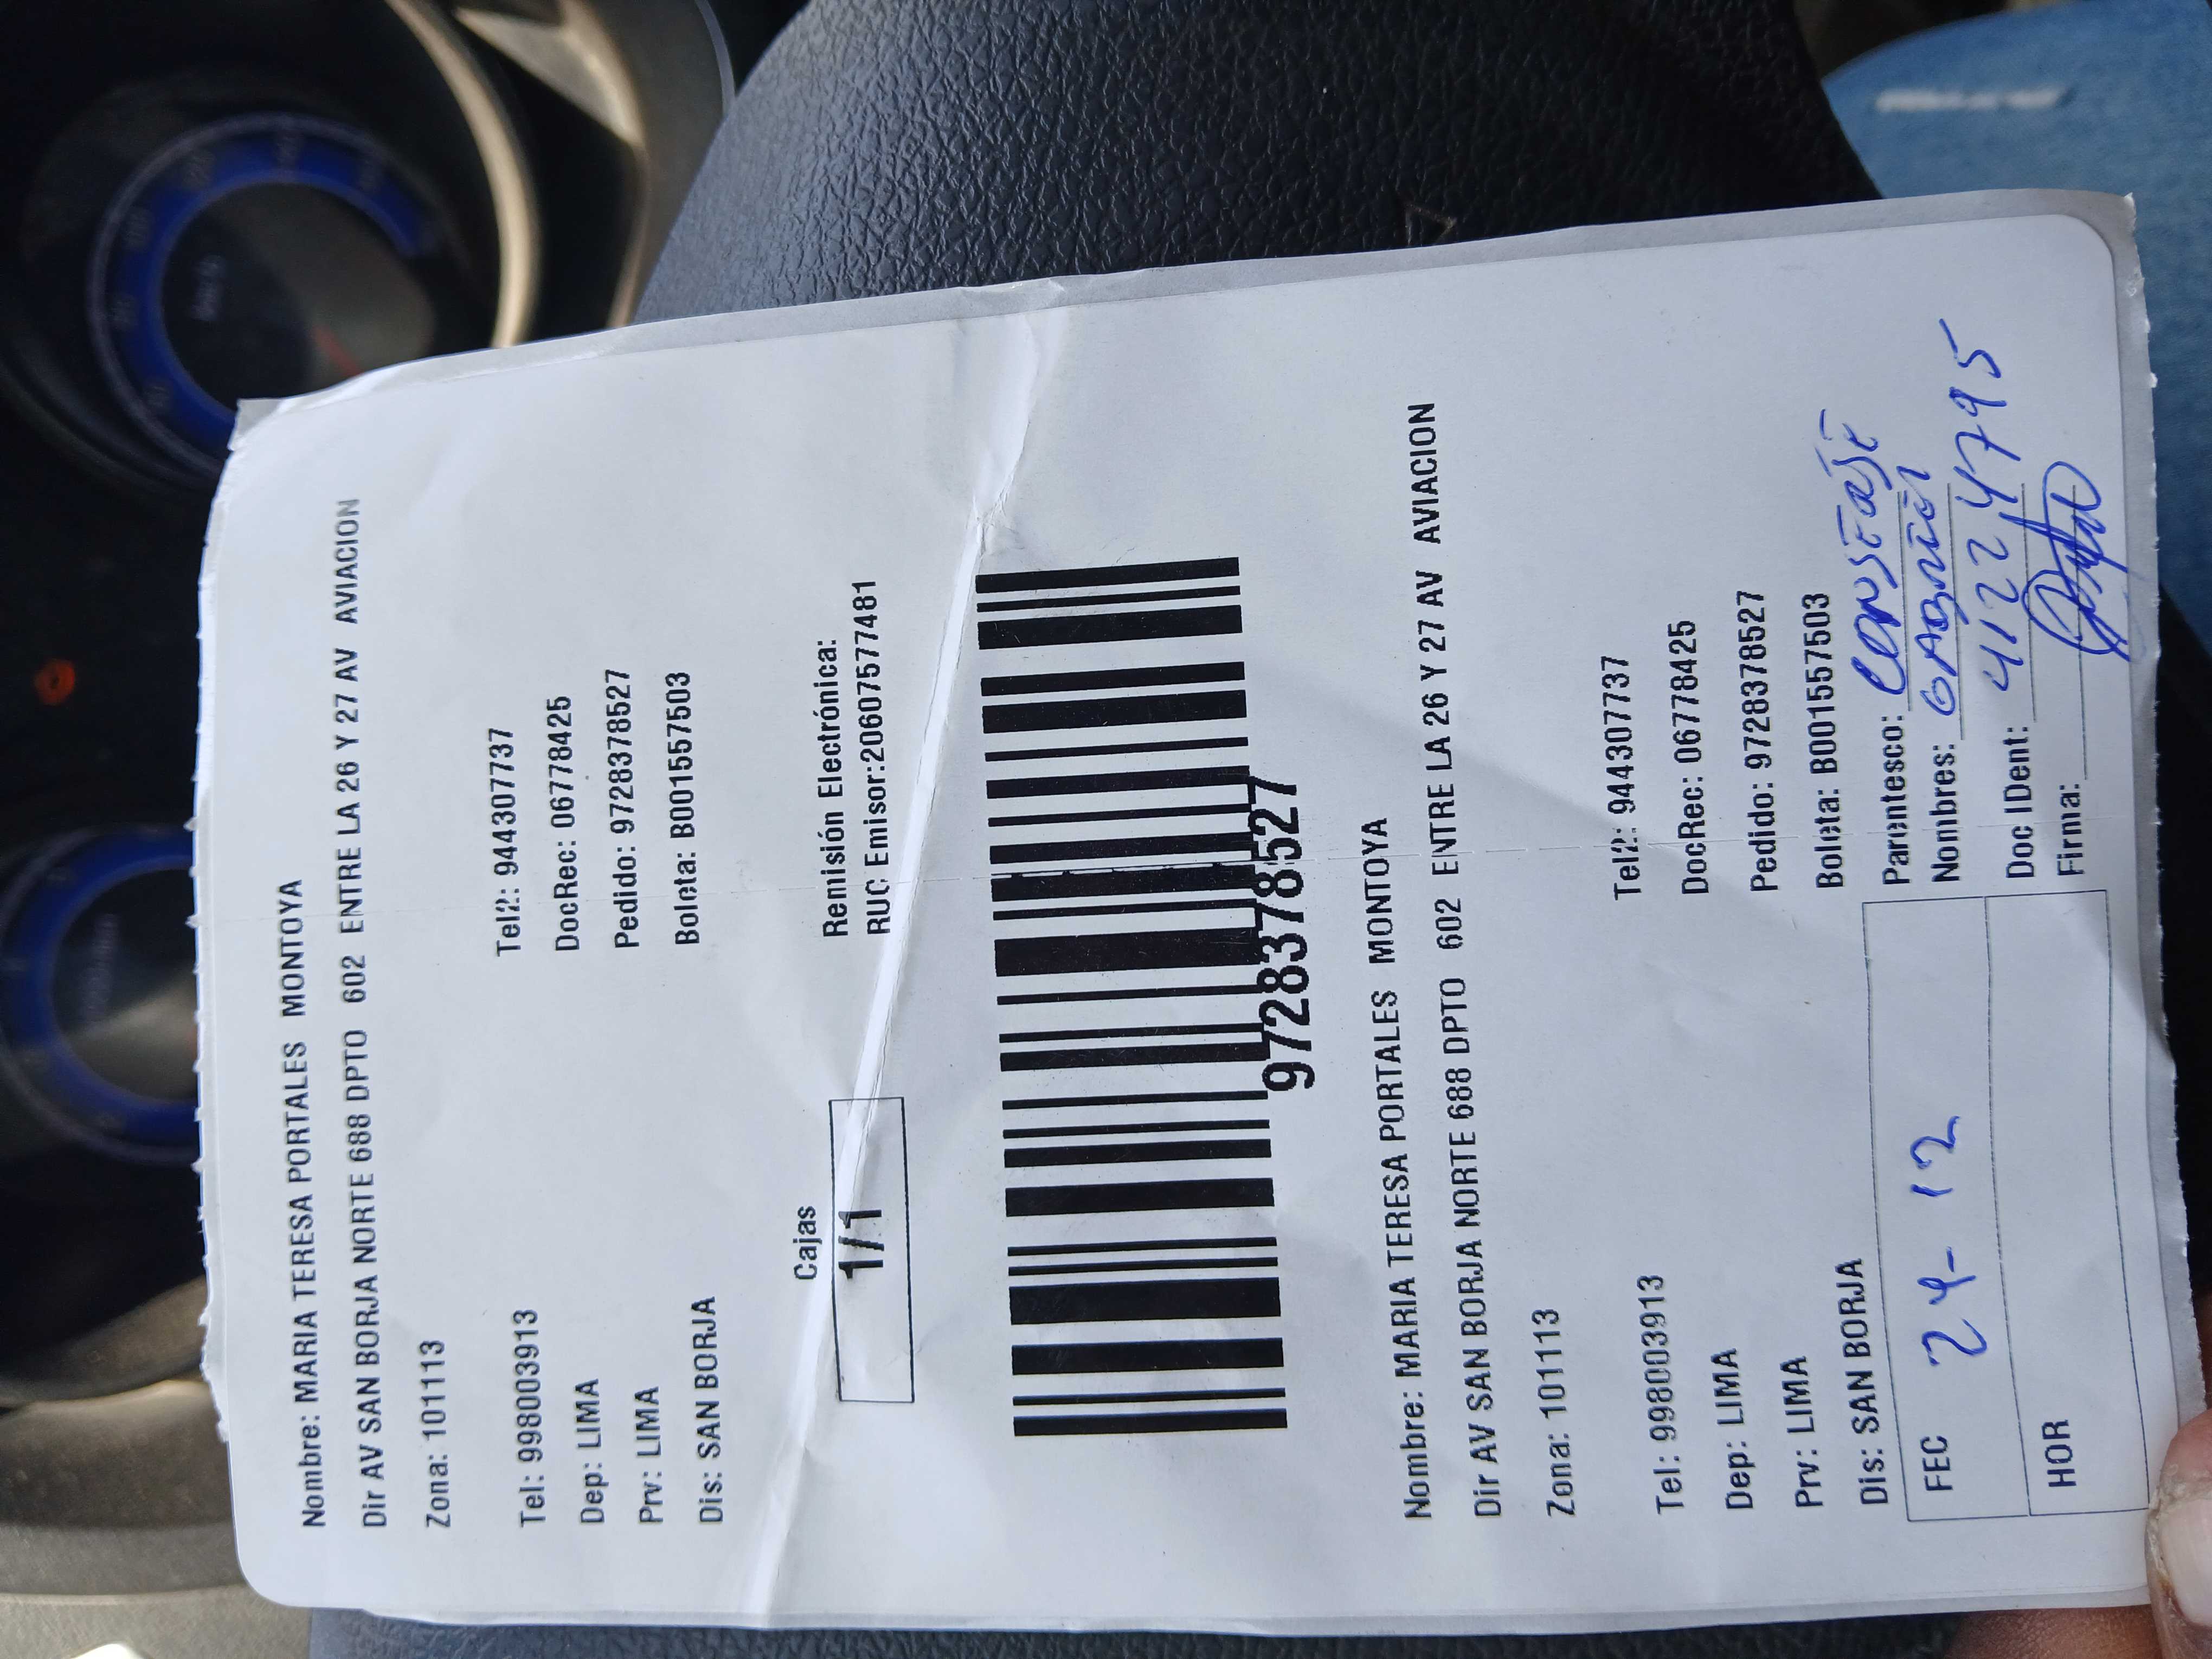 Nombre: MARIA TERESA PORTALES MONTOYA
Dir AV SAN BORJA NORTE 688 DPTO 602 ENTRE LA 26 Y 27 AV AVIACION
Zona: 101113
Tel: 998003913 Tel2: 944307737
Dep: LIMA DocRec: 06778425
Prv: LIMA Pedido: 97283378527
Dis: SAN BORJA Boleta: B001557503
Cajas Remisión Electrónica:
1/1 RUC Emisor:20607577481
97283378527
Nombre: MARIA TERESA PORTALES MONTOYA
Dir AV SAN BORJA NORTE 688 DPTO 602 ENTRE LA 26 Y 27 AV AVIACION
Zona: 101113
Tel: 998003913 Tel2: 944307737
Dep: LIMA DocRec: 06778425
Prv: LIMA Pedido: 97283378527
Dis: SAN BORJA Boleta: B001557503
FEC 24-12 Parentesco:
Nombres: GABRIEL
HOR Doc IDent: 41224795
Firma: